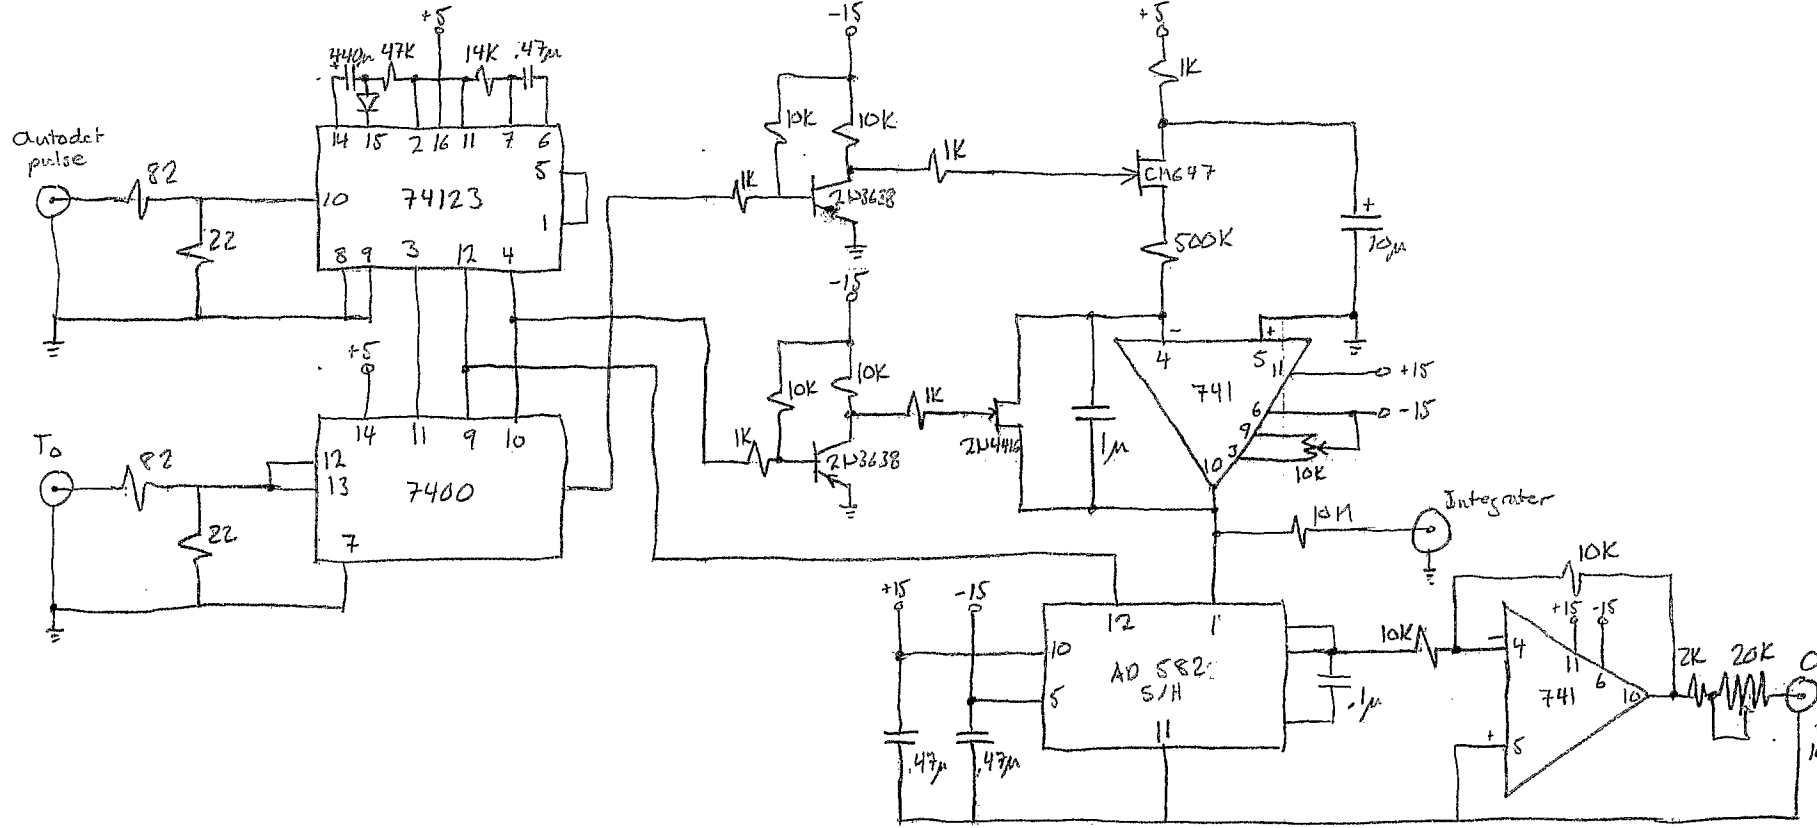 +5
-15
+5
440µ
47K
14K
.47µ
1K
14
15
2
16
11
7
6
10K
10K
Autodet
pulse
82
10
74123
5
1
1K
2N3638
1K
CM647
22
8
9
3
12
4
500K
+
10µ
+5
-15
-
4
+
5
11
+15
741
6
-15
9
3
10
10K
14
11
9
10
10K
10K
1K
2N4416
1µ
1K
2N3638
To
82
12
13
7400
7
22
10M
Integrator
+15
-15
12
1
10
AD 582
S/H
5
11
.1µ
.47µ
.47µ
10K
10K
+15
-15
-
4
11
6
741
10
+
5
2K
20K